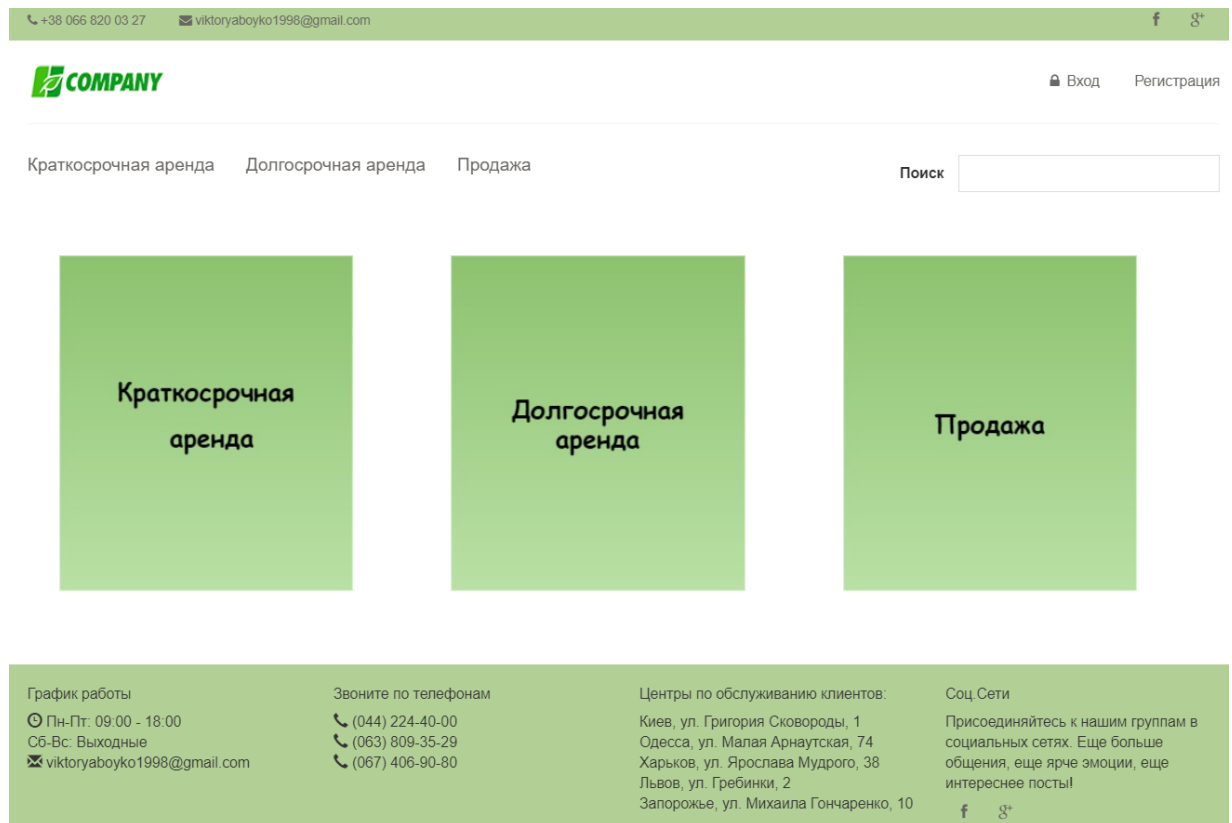 +38 066 820 03 27 viktoryaboyko1998@gmail.com
COMPANY
Вход Регистрация
Краткосрочная аренда Долгосрочная аренда Продажа
Поиск
Краткосрочная
аренда
Долгосрочная
аренда
Продажа
График работы
Пн-Пт: 09:00 - 18:00
Сб-Вс: Выходные
viktoryaboyko1998@gmail.com
Звоните по телефонам
(044) 224-40-00
(063) 809-35-29
(067) 406-90-80
Центры по обслуживанию клиентов:
Киев, ул. Григория Сковороды, 1
Одесса, ул. Малая Арнаутская, 74
Харьков, ул. Ярослава Мудрого, 38
Львов, ул. Гребинки, 2
Запорожье, ул. Михаила Гончаренко, 10
Соц.Сети
Присоединяйтесь к нашим группам в
социальных сетях. Еще больше
общения, еще ярче эмоции, еще
интереснее посты!